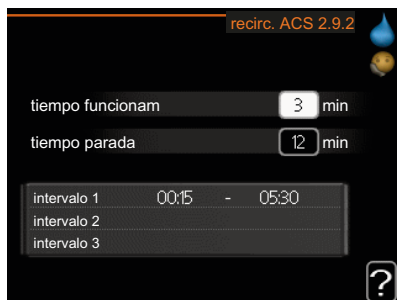 recirc. ACS 2.9.2
tiempo funcionam 3 min
tiempo parada 12 min
intervalo 1 00:15 - 05:30
intervalo 2
intervalo 3
?